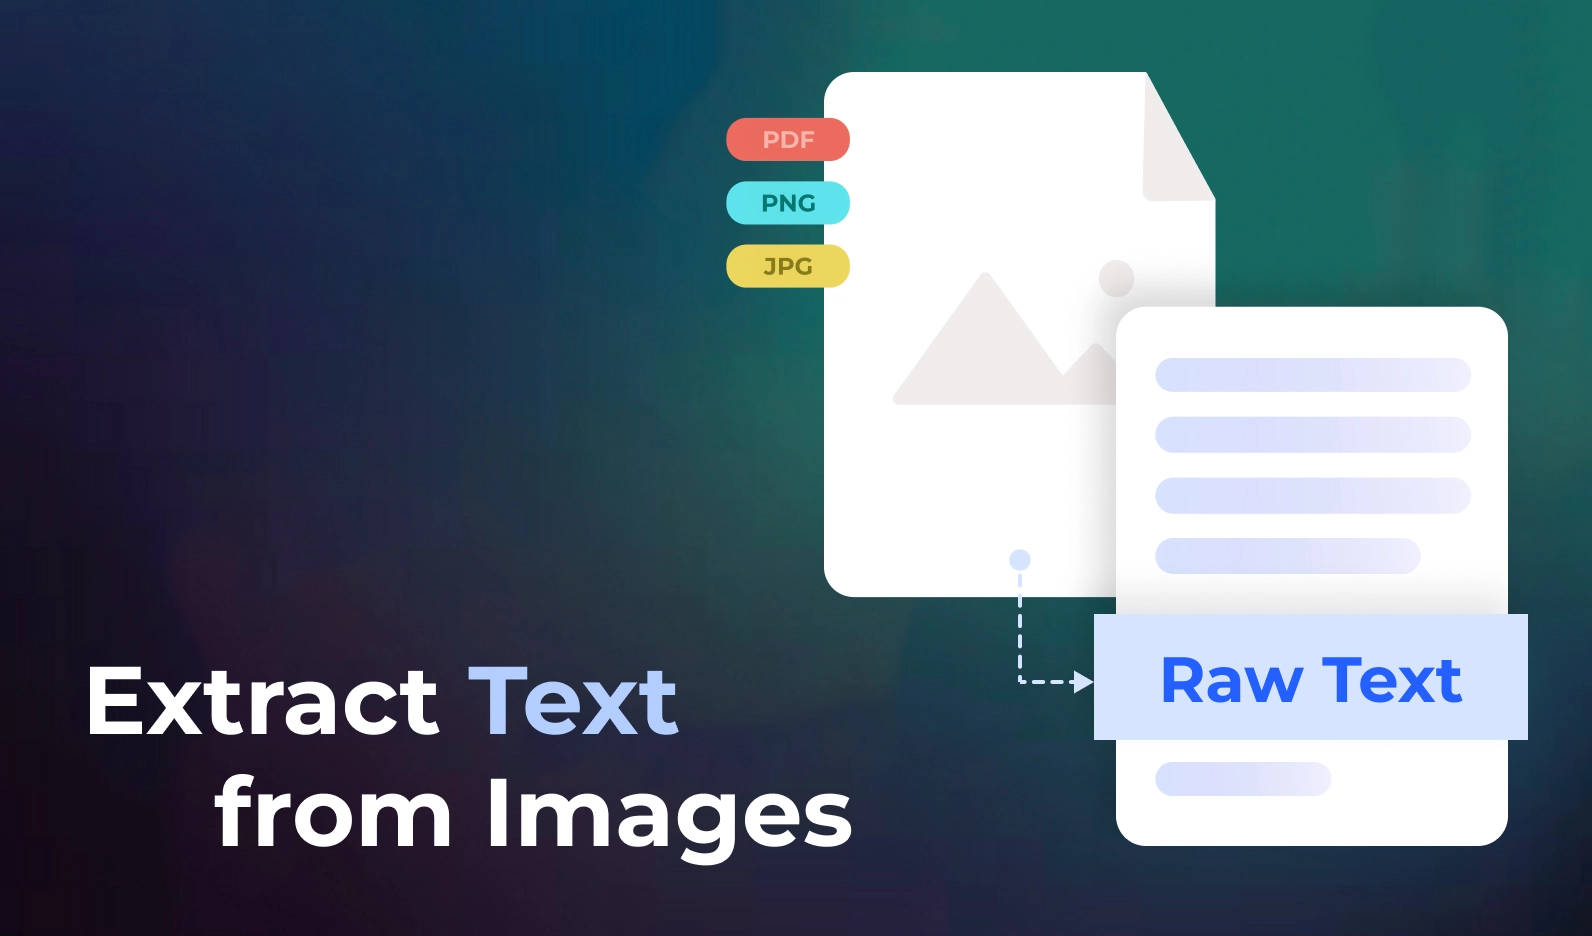 PDF
PNG
JPG
Raw Text
Extract Text
from Images